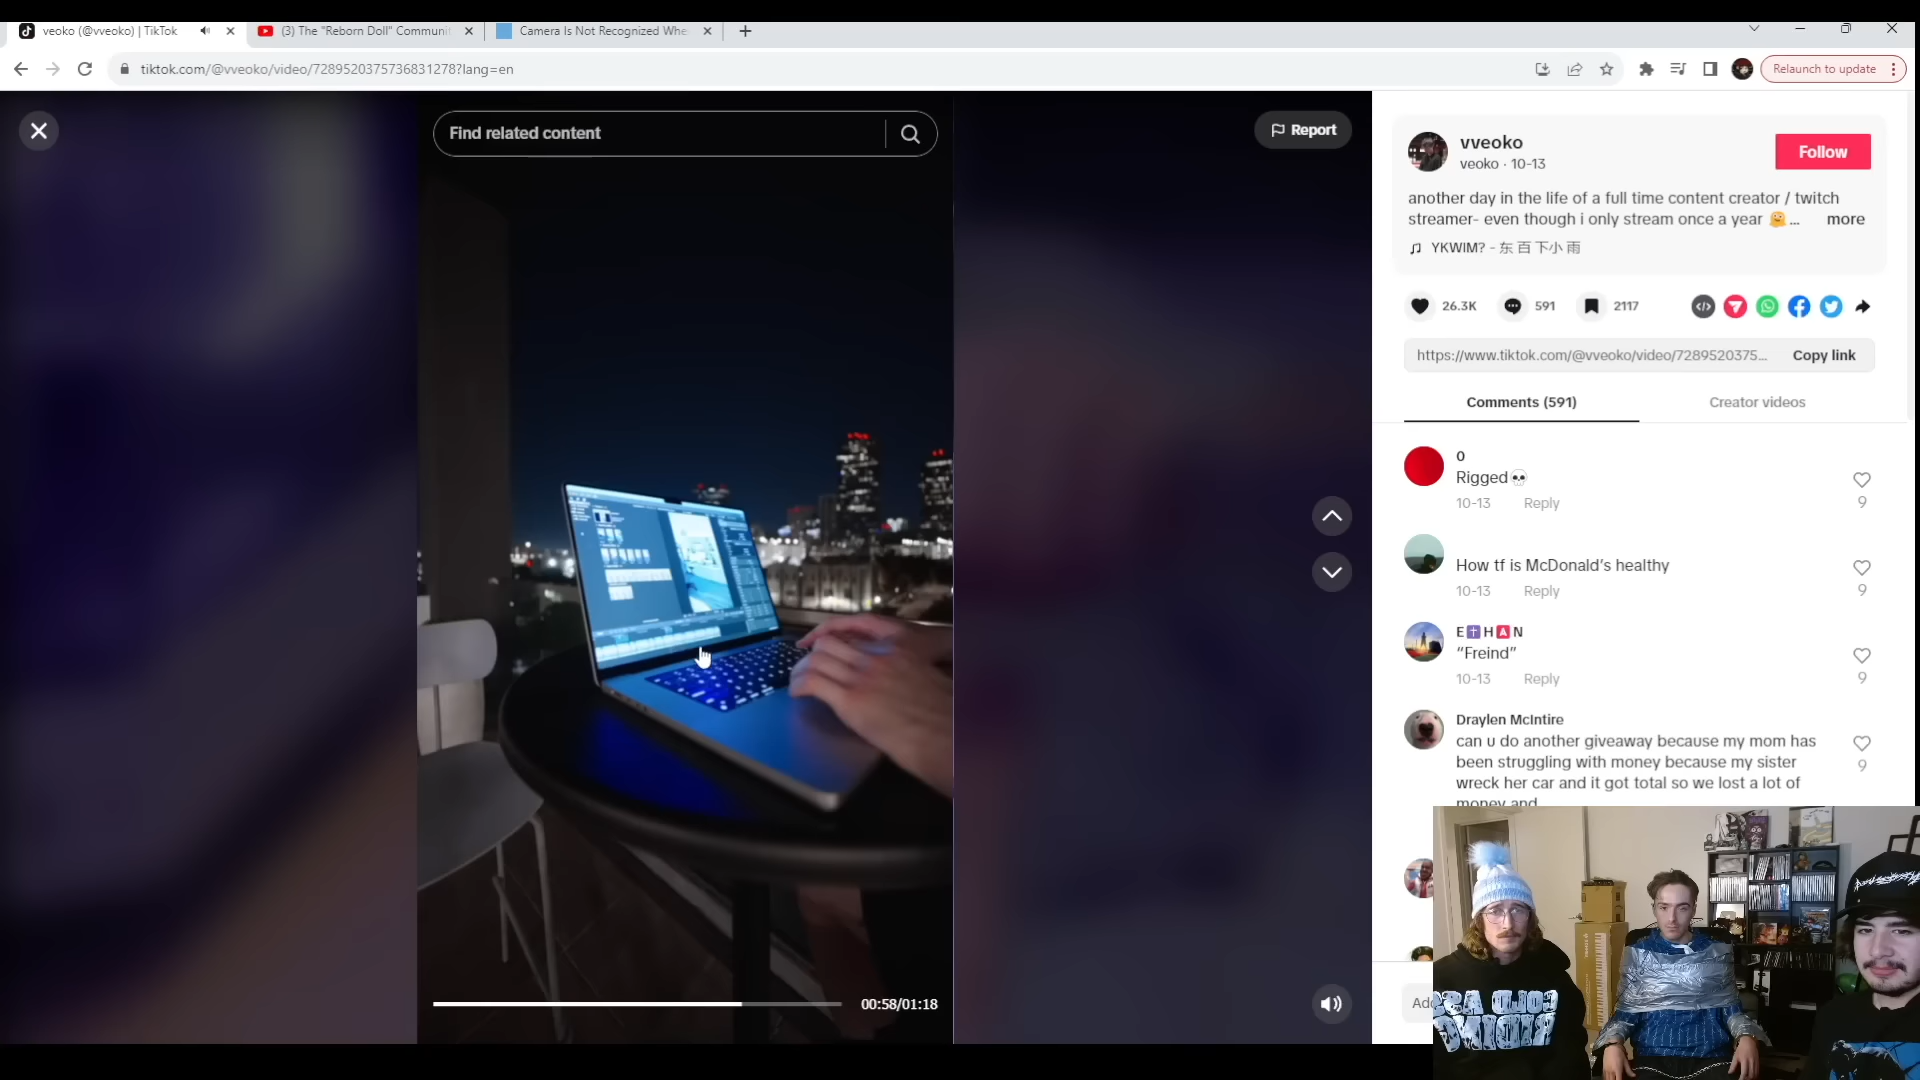 veoko (@vveoko) | TikTok
(3) The "Reborn Doll" Communi
Camera Is Not Recognized Whe
tiktok.com/@vveoko/video/7289520375736831278?lang=en
Relaunch to update
Find related content
Report
vveoko
veoko · 10-13
Follow
another day in the life of a full time content creator / twitch
streamer- even though i only stream once a year 🤗... more
YKWIM? - 东 百 下小 雨
26.3K
591
2117
https://www.tiktok.com/@vveoko/video/7289520375...
Copy link
Comments (591)
Creator videos
0
Rigged💀
10-13 Reply
9
How tf is McDonald's healthy
10-13 Reply
9
E✝️H🅰️N
"Freind"
10-13 Reply
9
Draylen McIntire
can u do another giveaway because my mom has
been struggling with money because my sister
wreck her car and it got total so we lost a lot of
money and
9
00:58/01:18